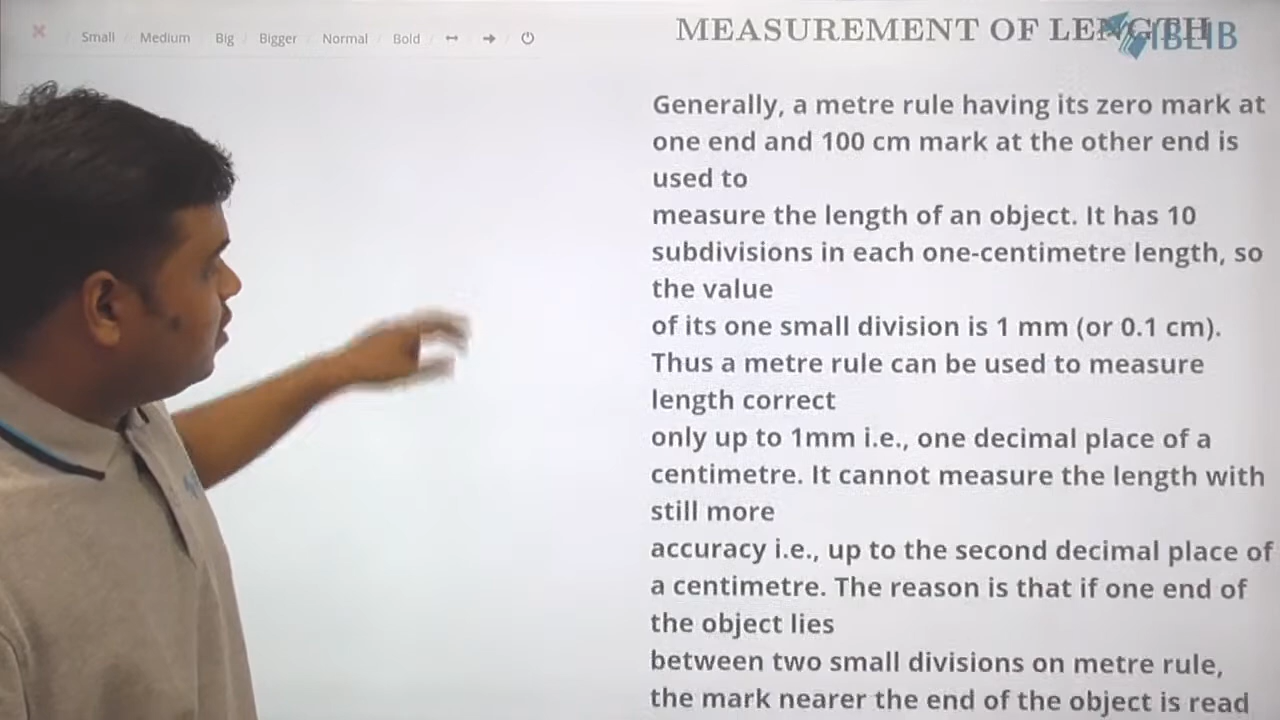 Small / Medium / Big / Bigger / Normal / Bold
MEASUREMENT OF LENGTH
IBLIB
Generally, a metre rule having its zero mark at
one end and 100 cm mark at the other end is
used to
measure the length of an object. It has 10
subdivisions in each one-centimetre length, so
the value
of its one small division is 1 mm (or 0.1 cm).
Thus a metre rule can be used to measure
length correct
only up to 1mm i.e., one decimal place of a
centimetre. It cannot measure the length with
still more
accuracy i.e., up to the second decimal place of
a centimetre. The reason is that if one end of
the object lies
between two small divisions on metre rule,
the mark nearer the end of the object is read